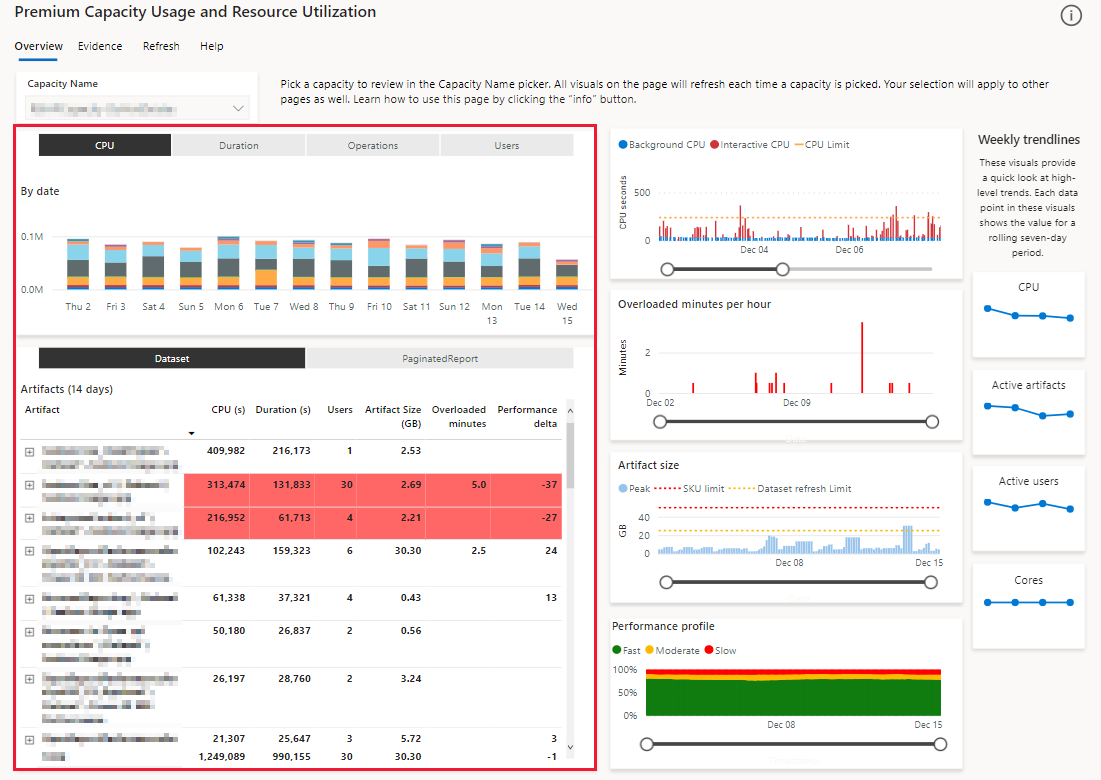 Premium Capacity Usage and Resource Utilization
Overview Evidence Refresh Help
Capacity Name
Pick a capacity to review in the Capacity Name picker. All visuals on the page will refresh each time a capacity is picked. Your selection will apply to other
pages as well. Learn how to use this page by clicking the "info" button.
CPU Duration Operations Users
By date
0.1M
0.0M
Thu 2 Fri 3 Sat 4 Sun 5 Mon 6 Tue 7 Wed 8 Thu 9 Fri 10 Sat 11 Sun 12 Mon 13 Tue 14 Wed 15
Dataset PaginatedReport
Artifacts (14 days)
Artifact CPU (s) Duration (s) Users Artifact Size (GB) Overloaded minutes Performance delta
409,982 216,173 1 2.53
313,474 131,833 30 2.69 5.0 -37
216,952 61,713 4 2.21 -27
102,243 159,323 6 30.30 2.5 24
61,338 37,321 4 0.43 13
50,180 26,837 2 0.56
26,197 28,760 2 3.24
21,307 25,647 3 5.72 3
1,249,089 990,155 30 30.30 -1
Background CPU Interactive CPU CPU Limit
CPU seconds
500
0
Dec 04 Dec 06
Overloaded minutes per hour
Minutes
2
0
Dec 02 Dec 09
Artifact size
Peak SKU limit Dataset refresh Limit
GB
40
20
0
Dec 08 Dec 15
Performance profile
Fast Moderate Slow
100%
50%
0%
Dec 08 Dec 15
Weekly trendlines
These visuals provide
a quick look at high-
level trends. Each data
point in these visuals
shows the value for a
rolling seven-day
period.
CPU
Active artifacts
Active users
Cores